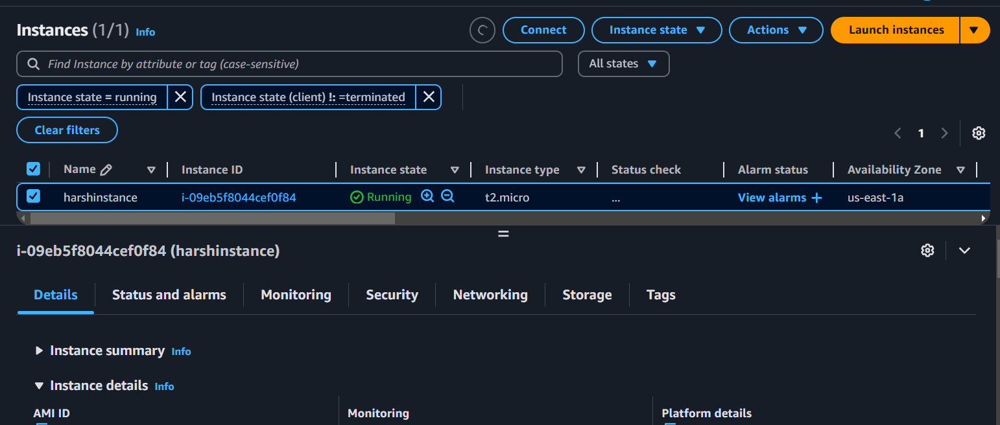 Instances (1/1) Info
Connect
Instance state
Actions
Launch instances
Find Instance by attribute or tag (case-sensitive)
All states
Instance state = running
Instance state (client) !: =terminated
Clear filters
1
Name Instance ID Instance state Instance type Status check Alarm status Availability Zone
harshinstance i-09eb5f8044cef0f84 Running t2.micro ... View alarms + us-east-1a
i-09eb5f8044cef0f84 (harshinstance)
Details Status and alarms Monitoring Security Networking Storage Tags
Instance summary Info
Instance details Info
AMI ID Monitoring Platform details